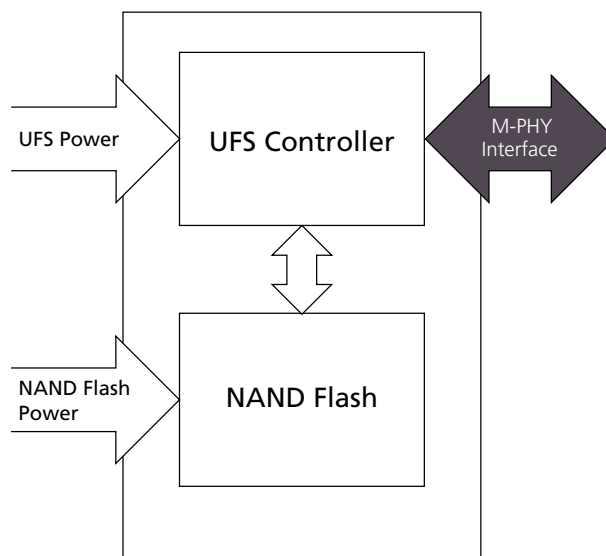 UFS Power
UFS Controller
M-PHY
Interface
NAND Flash
Power
NAND Flash